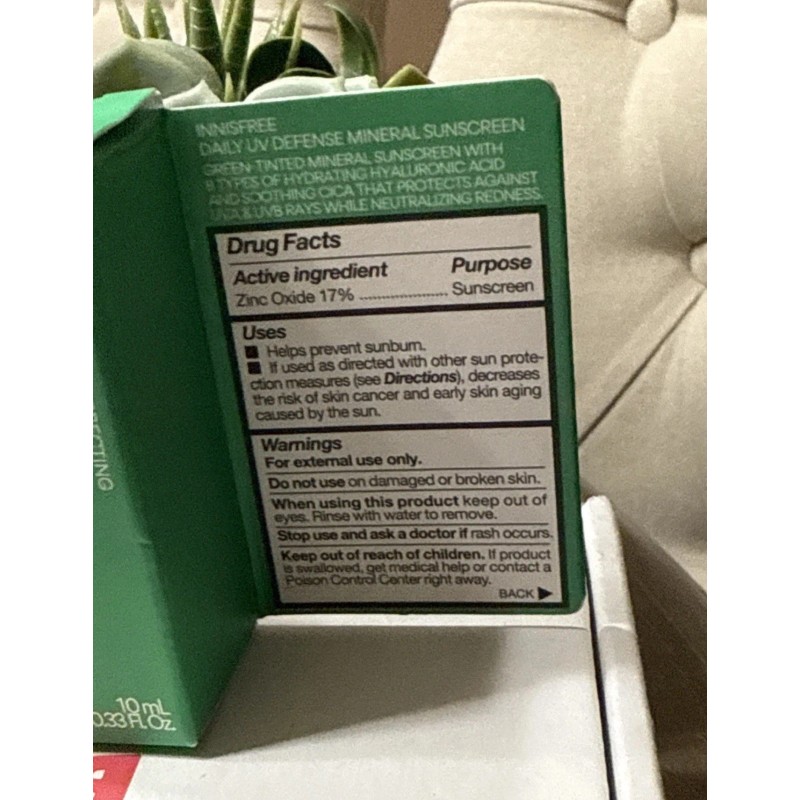 INNISFREE
DAILY UV DEFENSE MINERAL SUNSCREEN
GREEN-TINTED MINERAL SUNSCREEN WITH
8 TYPES OF HYDRATING HYALURONIC ACID
AND SOOTHING CICA THAT PROTECTS AGAINST
UVA & UVB RAYS WHILE NEUTRALIZING REDNESS.
Drug Facts
Active ingredient Purpose
Zinc Oxide 17% ........................ Sunscreen
Uses
■ Helps prevent sunburn.
■ If used as directed with other sun prote-
ction measures (see Directions), decreases
the risk of skin cancer and early skin aging
caused by the sun.
Warnings
For external use only.
Do not use on damaged or broken skin.
When using this product keep out of
eyes. Rinse with water to remove.
Stop use and ask a doctor if rash occurs.
Keep out of reach of children. If product
is swallowed, get medical help or contact a
Poison Control Center right away.
BACK ▶
10 mL
0.33 Fl. Oz.